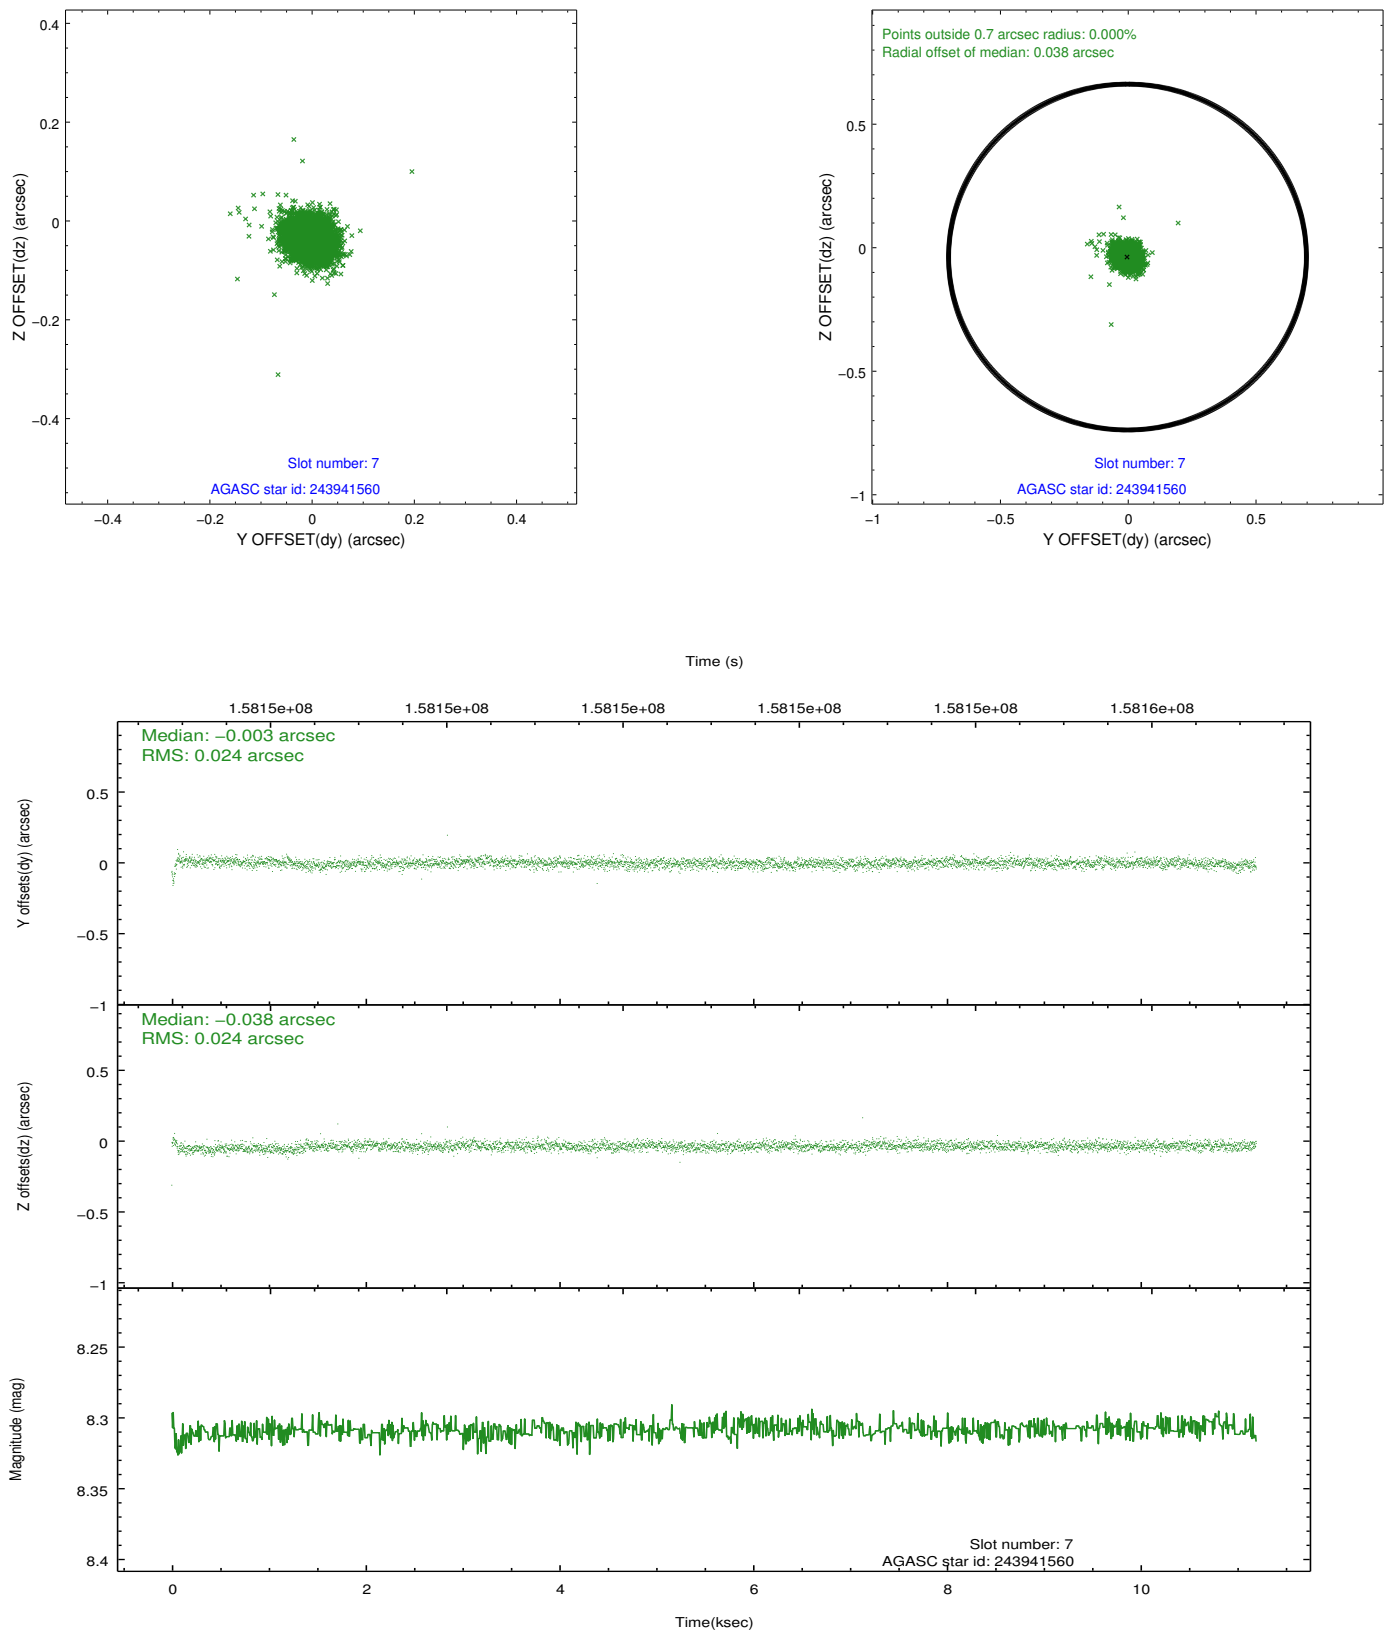 0.4
0.2
0
−0.2
−0.4
Z OFFSET(dz) (arcsec)
Slot number: 7
AGASC star id: 243941560
−0.4
−0.2
0
0.2
0.4
Y OFFSET(dy) (arcsec)
Points outside 0.7 arcsec radius: 0.000%
Radial offset of median: 0.038 arcsec
0.5
0
−0.5
−1
Z OFFSET(dz) (arcsec)
Slot number: 7
AGASC star id: 243941560
−1
−0.5
0
0.5
Y OFFSET(dy) (arcsec)
Time (s)
1.5815e+08
1.5815e+08
1.5815e+08
1.5815e+08
1.5815e+08
1.5816e+08
Median: −0.003 arcsec
RMS: 0.024 arcsec
0.5
0
−0.5
−1
Y offsets(dy) (arcsec)
Median: −0.038 arcsec
RMS: 0.024 arcsec
0.5
0
−0.5
−1
Z offsets(dz) (arcsec)
8.25
8.3
8.35
8.4
Magnitude (mag)
Slot number: 7
AGASC star id: 243941560
0
2
4
6
8
10
Time(ksec)